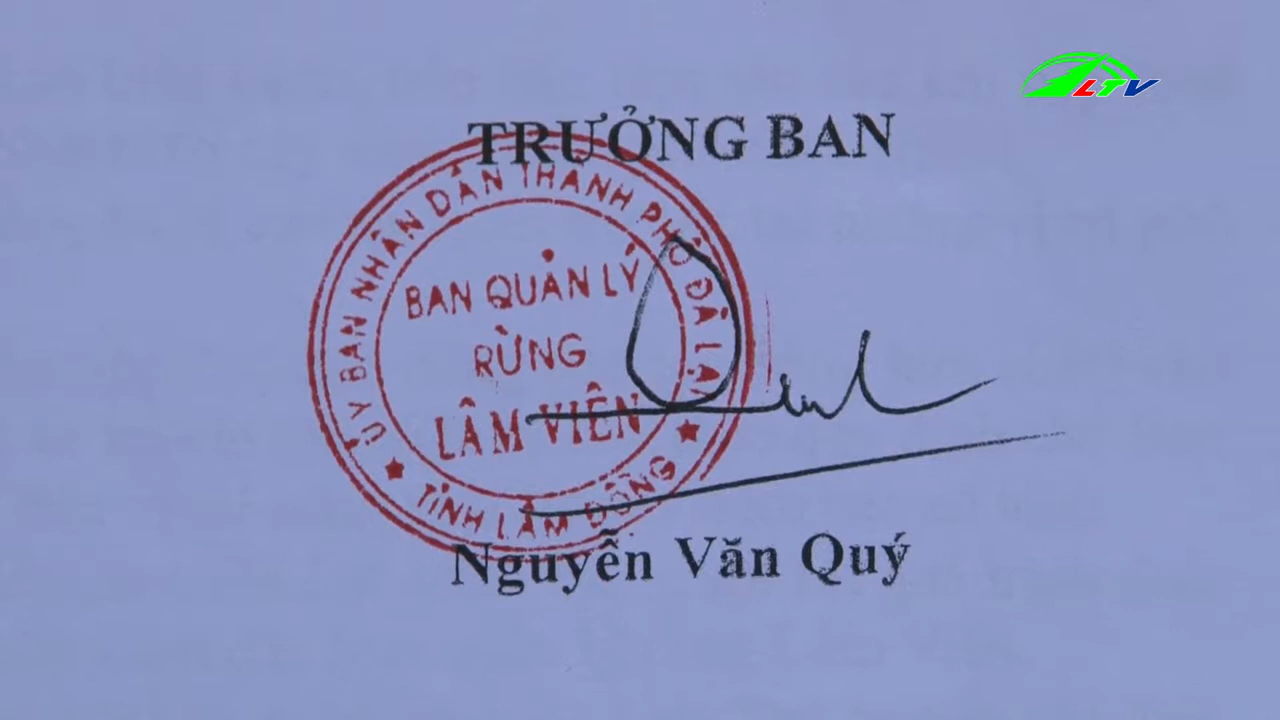 LTV
TRƯỞNG BAN
ỦY BAN NHÂN DÂN THÀNH PHỐ ĐÀ LẠT
BAN QUẢN LÝ
RỪNG
LÂM VIÊN
TỈNH LÂM ĐỒNG
Nguyễn Văn Quý